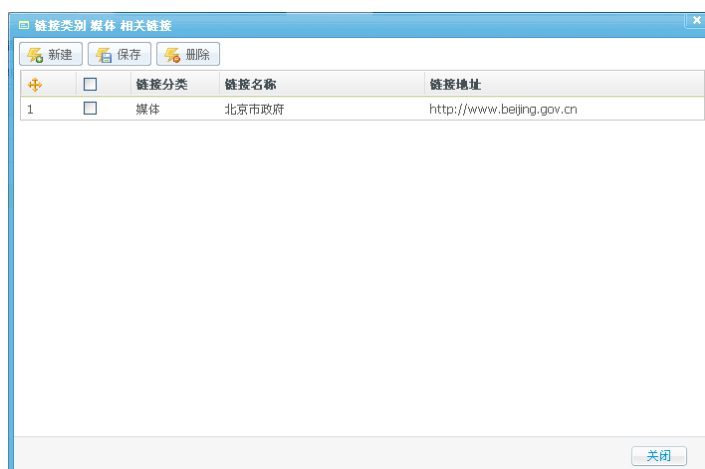 链接类别 媒体 相关链接
新建 保存 删除
链接分类 链接名称 链接地址
1 媒体 北京市政府 http://www.beijing.gov.cn
关闭